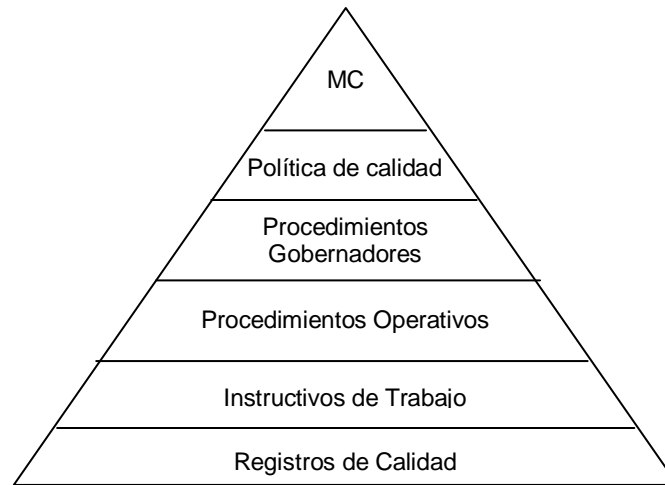 MC
Política de calidad
Procedimientos
Gobernadores
Procedimientos Operativos
Instructivos de Trabajo
Registros de Calidad